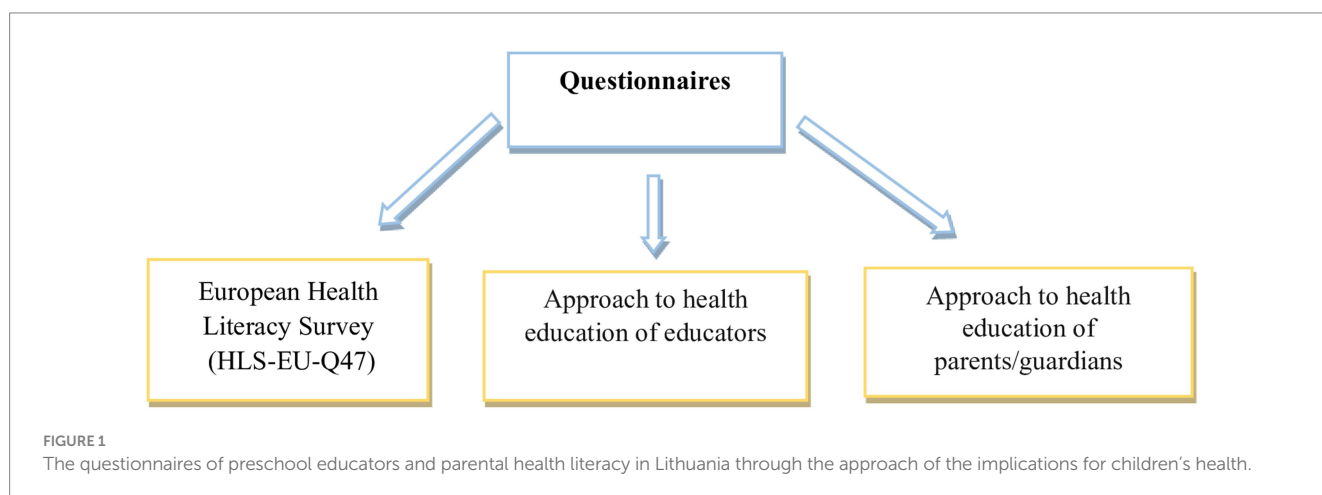 Questionnaires
European Health
Literacy Survey
(HLS-EU-Q47)
Approach to health
education of educators
Approach to health
education of
parents/guardians
FIGURE 1
The questionnaires of preschool educators and parental health literacy in Lithuania through the approach of the implications for children’s health.